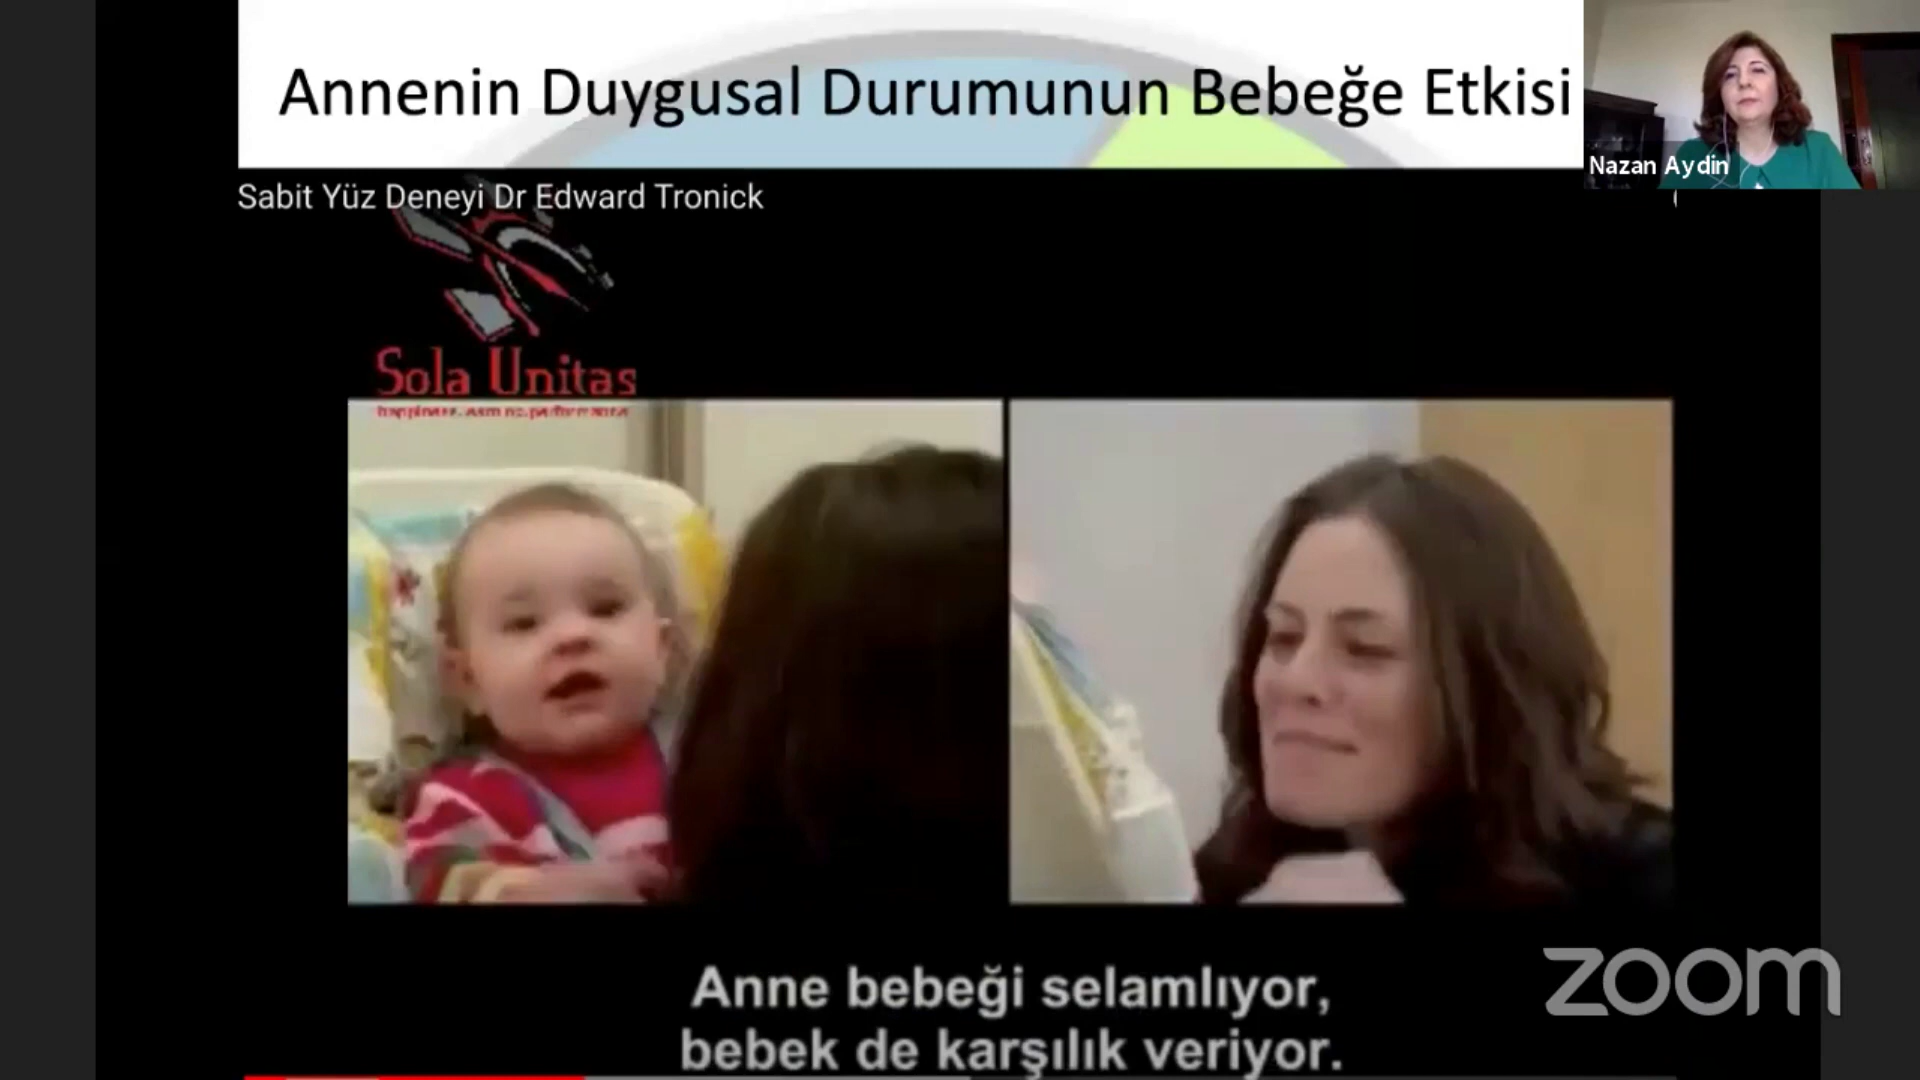 Annenin Duygusal Durumunun Bebeğe Etkisi
Nazan Aydin
Sabit Yüz Deneyi Dr Edward Tronick
Sola Unitas
Anne bebeği selamlıyor,
bebek de karşılık veriyor.
zoom